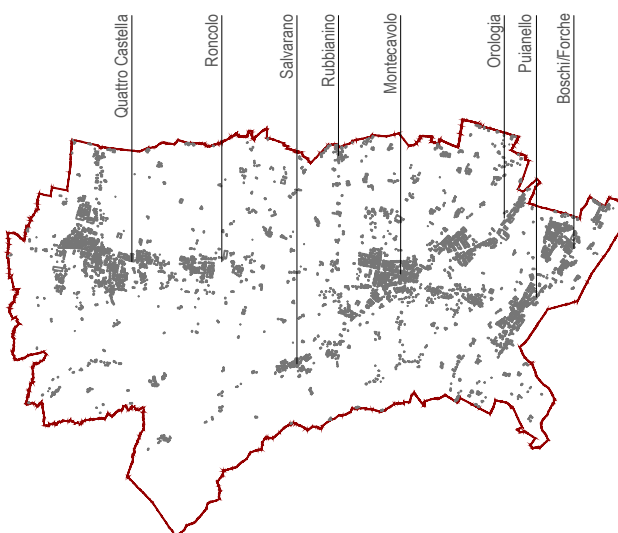 Quattro Castella
Roncolo
Salvarano
Rubbianino
Montecavolo
Orologia
Puianello
Boschi/Forche